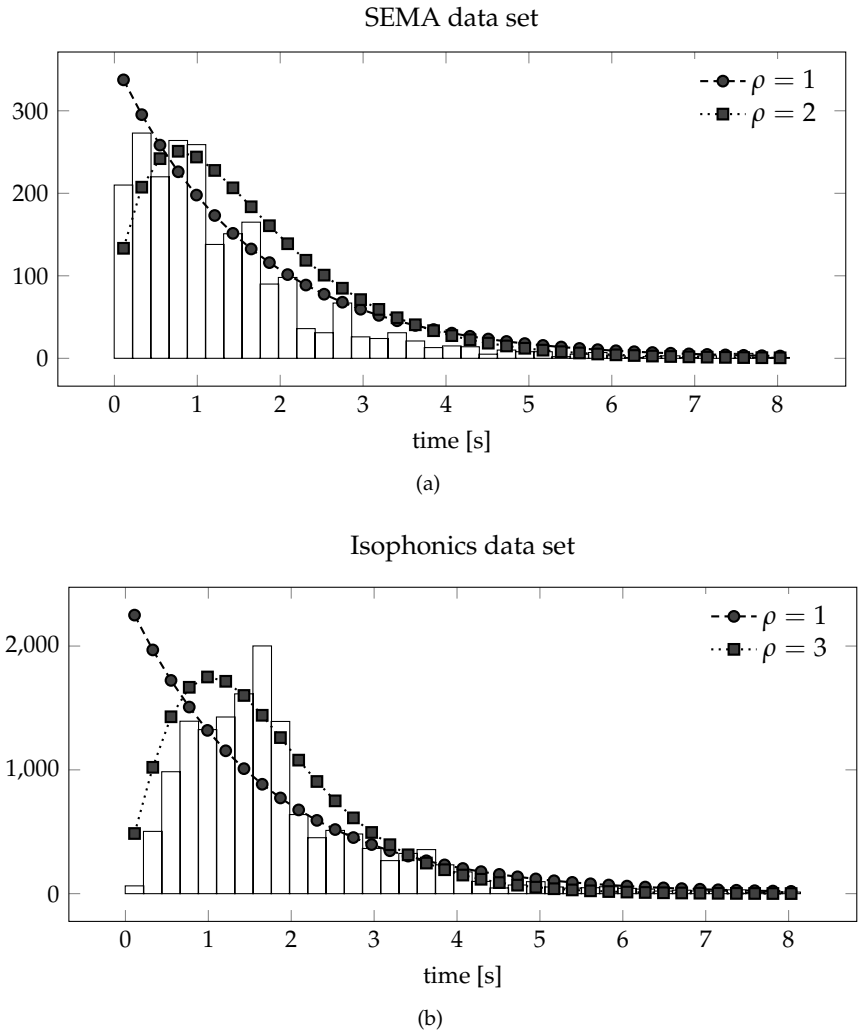 SEMA data set
ρ = 1
ρ = 2
300
200
100
0
0 1 2 3 4 5 6 7 8
time [s]
(a)
Isophonics data set
ρ = 1
ρ = 3
2,000
1,000
0
0 1 2 3 4 5 6 7 8
time [s]
(b)